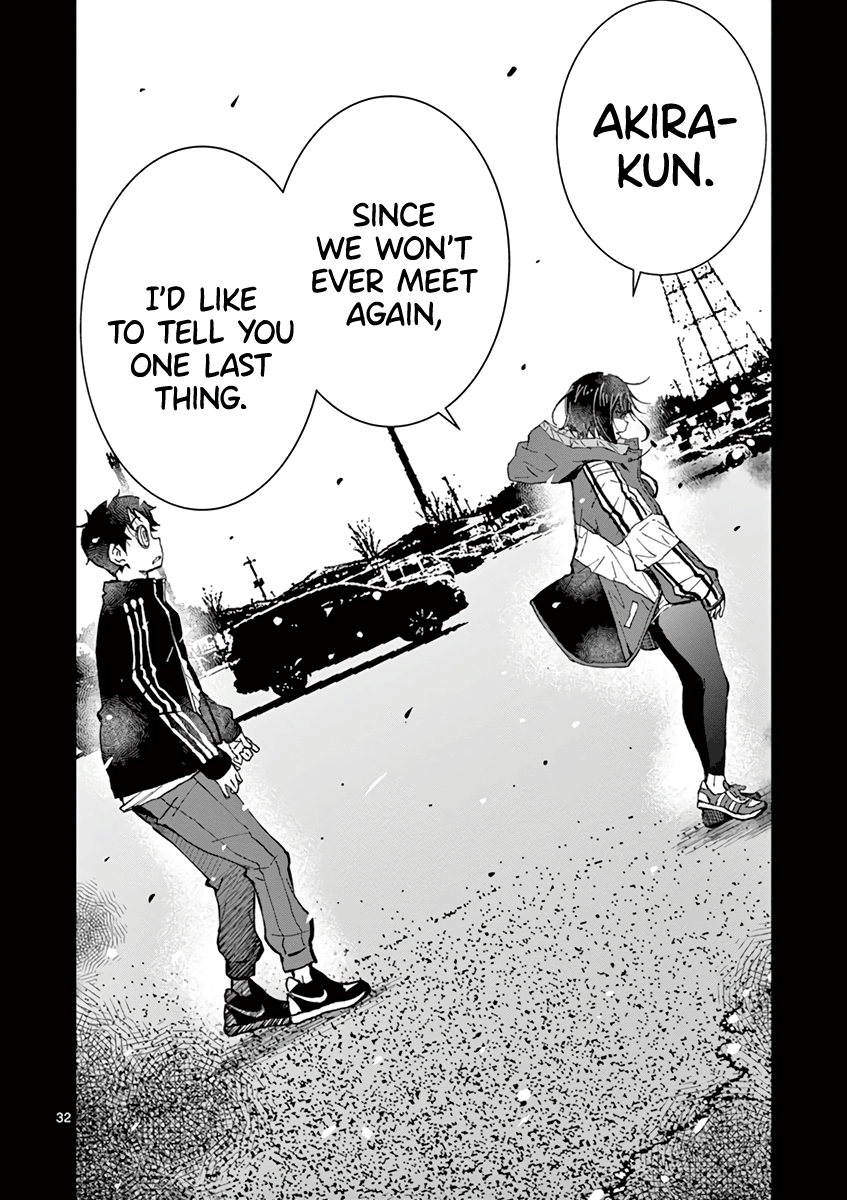 AKIRA-
KUN.
SINCE
WE WON'T
EVER MEET
AGAIN,
I'D LIKE
TO TELL YOU
ONE LAST
THING.
32